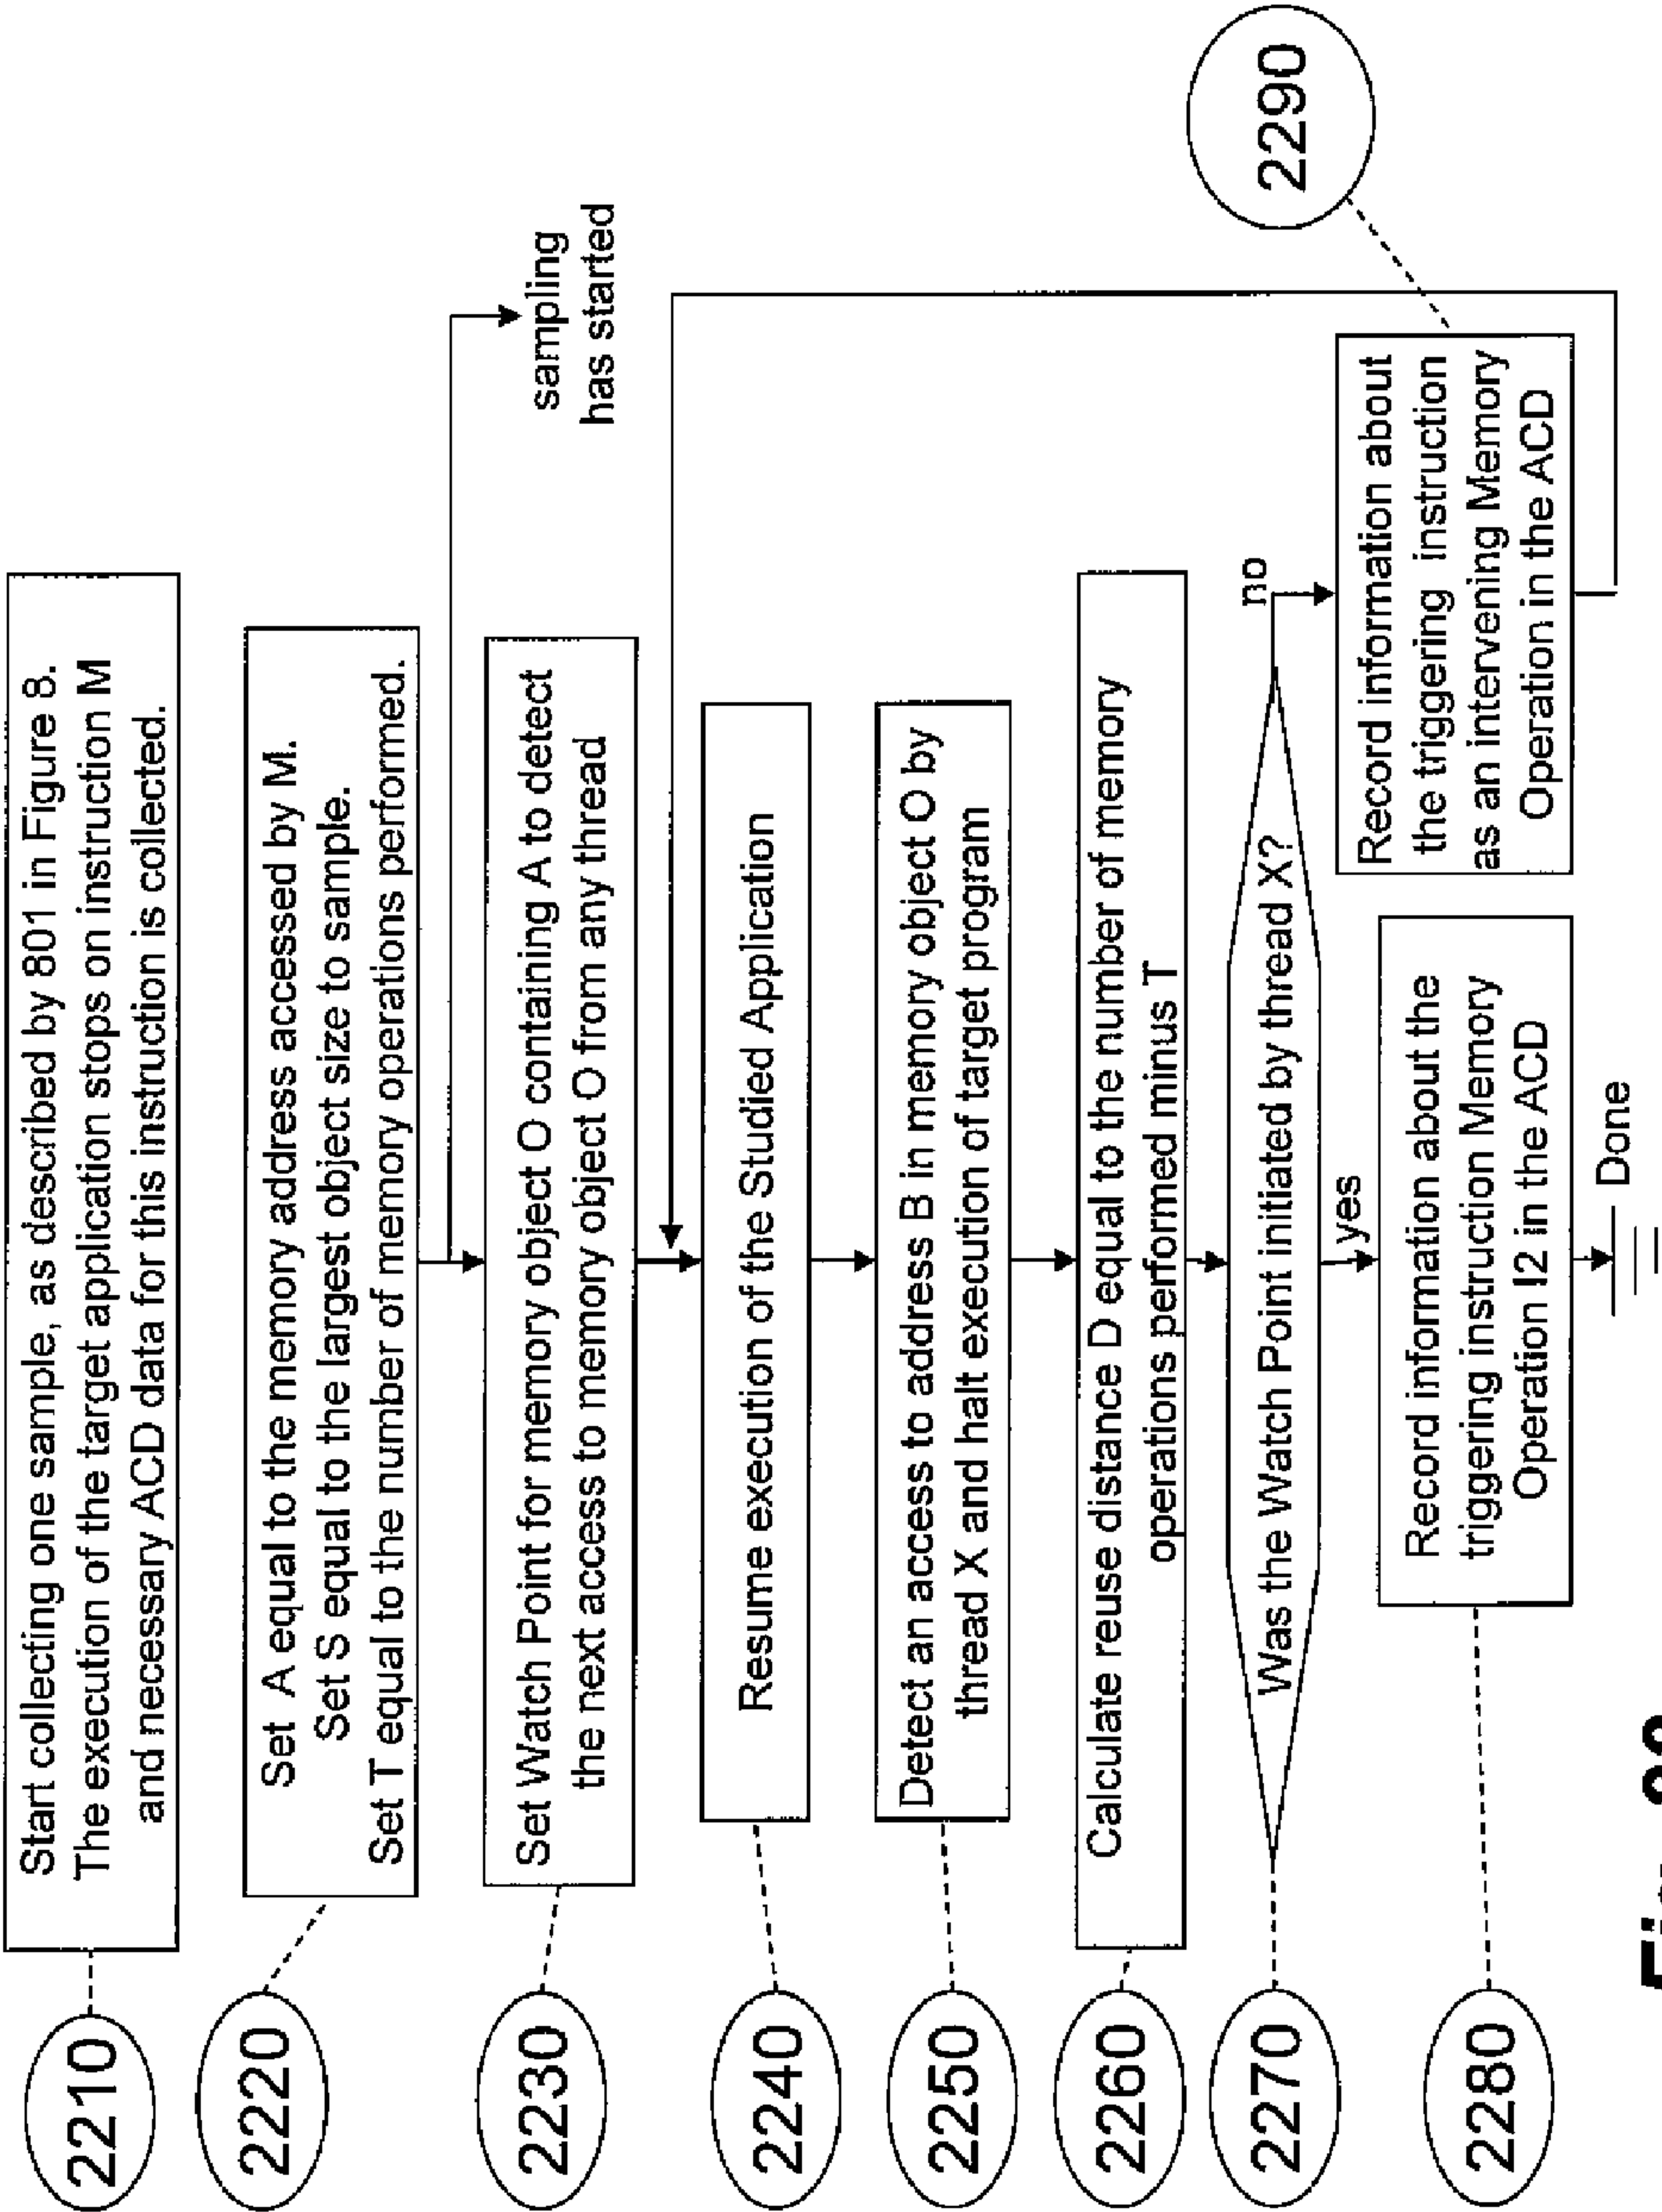 2210
Start collecting one sample, as described by 801 in Figure 8.
The execution of the target application stops on instruction M
and necessary ACD data for this instruction is collected.
2220
Set A equal to the memory address accessed by M.
Set S equal to the largest object size to sample.
Set T equal to the number of memory operations performed.
sampling
has started
2230
Set Watch Point for memory object O containing A to detect
the next access to memory object O from any thread
2240
Resume execution of the Studied Application
2250
Detect an access to address B in memory object O by
thread X and halt execution of target program
2260
Calculate reuse distance D equal to the number of memory
operations performed minus T
2270
Was the Watch Point initiated by thread X?
no
yes
2280
Record information about the
triggering instruction Memory
Operation I2 in the ACD
Done
2290
Record information about
the triggering instruction
as an intervening Memory
Operation in the ACD